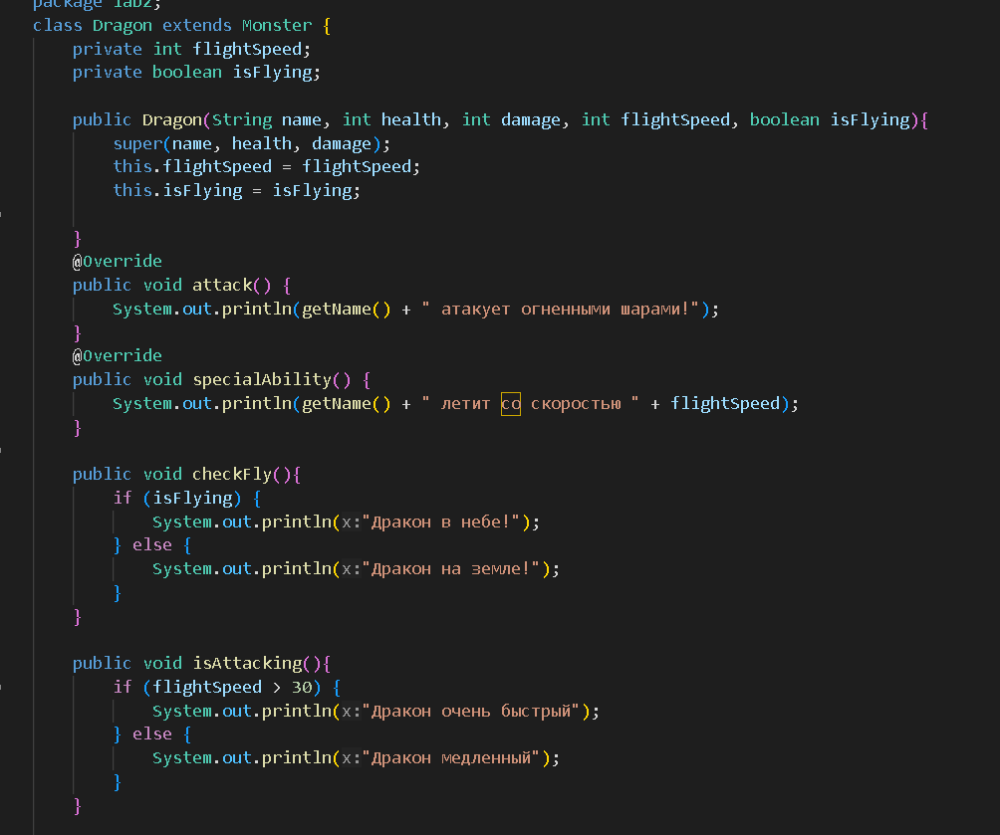 package lab2;
class Dragon extends Monster {
private int flightSpeed;
private boolean isFlying;
public Dragon(String name, int health, int damage, int flightSpeed, boolean isFlying){
super(name, health, damage);
this.flightSpeed = flightSpeed;
this.isFlying = isFlying;
}
@Override
public void attack() {
System.out.println(getName() + " атакует огненными шарами!");
}
@Override
public void specialAbility() {
System.out.println(getName() + " летит со скоростью " + flightSpeed);
}
public void checkFly(){
if (isFlying) {
System.out.println(x:"Дракон в небе!");
} else {
System.out.println(x:"Дракон на земле!");
}
}
public void isAttacking(){
if (flightSpeed > 30) {
System.out.println(x:"Дракон очень быстрый");
} else {
System.out.println(x:"Дракон медленный");
}
}